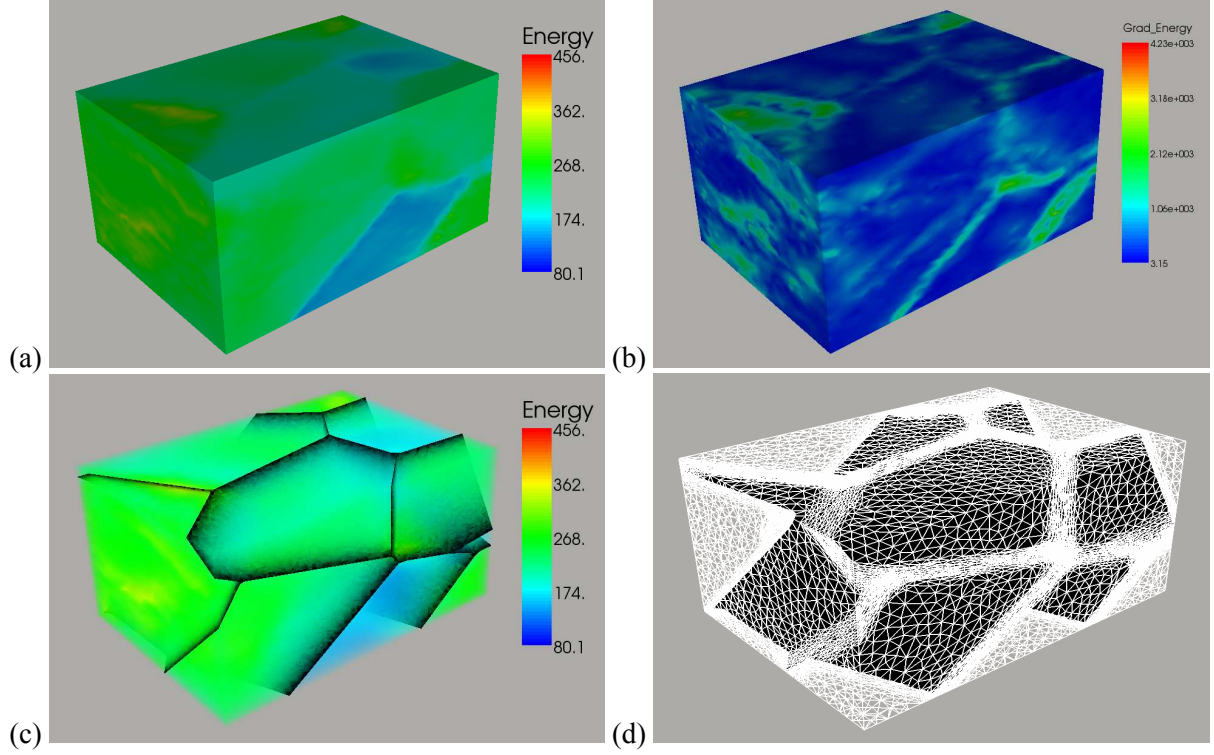 (a)
Energy
456.
362.
268.
174.
80.1
(b)
Grad_Energy
4.23e+003
3.18e+003
2.12e+003
1.06e+003
3.15
(c)
Energy
456.
362.
268.
174.
80.1
(d)